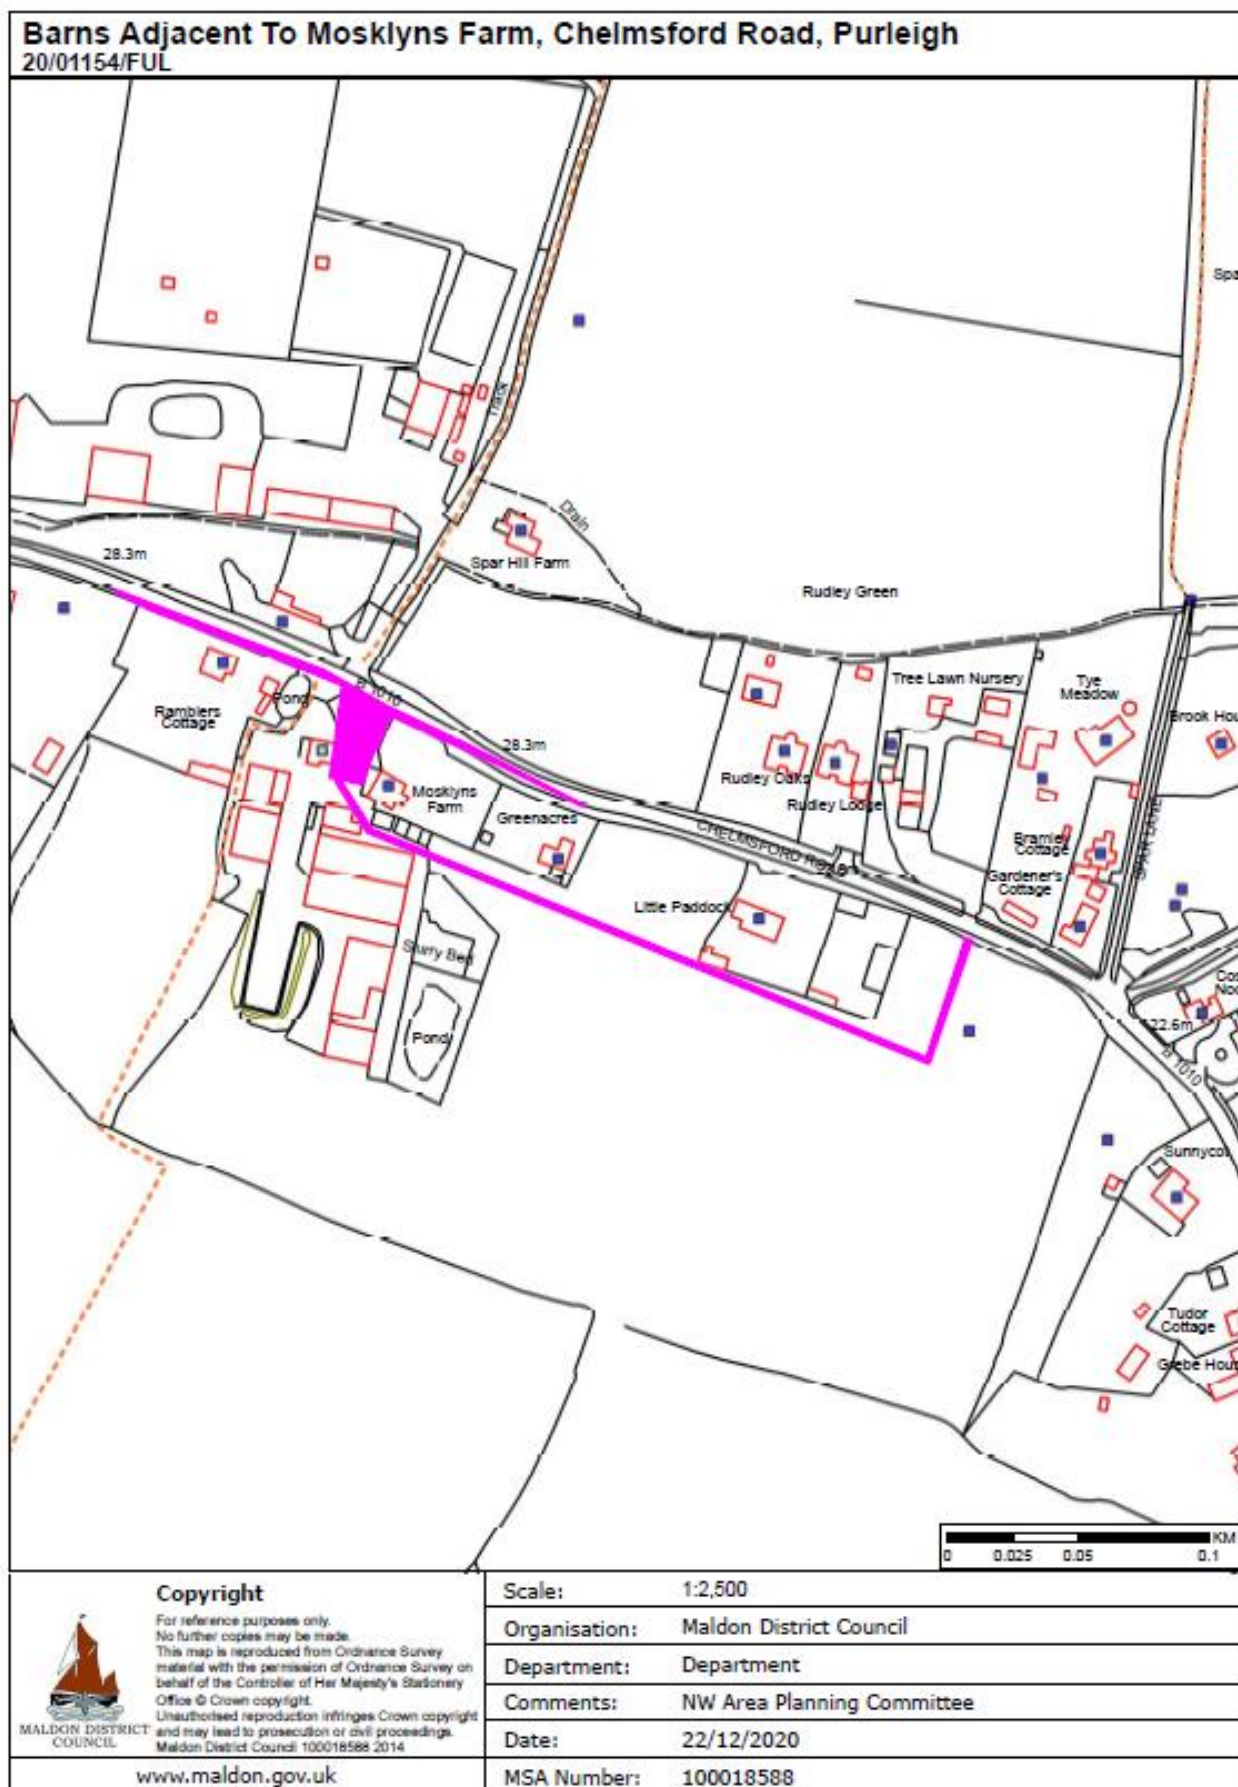 Barns Adjacent To Mosklyns Farm, Chelmsford Road, Purleigh
20/01154/FUL
Track
Drain
28.3m
Spar Hill Farm
Rudley Green
Tree Lawn Nursery
Tye
Meadow
B 1010
Pond
Ramblers
Cottage
28.3m
Rudley Oaks
Rudley Lodge
Mosklyns
Farm
Greenacres
CHELMSFORD
SPAR DRIVE
Bramley
Cottage
Gardener's
Cottage
Little Paddock
Slurry Bed
Pond
22.6m
B 1010
Tudor
Cottage
KM
0 0.025 0.05 0.1
Copyright
For reference purposes only.
No further copies may be made.
This map is reproduced from Ordnance Survey
material with the permission of Ordnance Survey on
behalf of the Controller of Her Majesty's Stationery
Office © Crown copyright.
Unauthorised reproduction infringes Crown copyright
and may lead to prosecution or civil proceedings.
Maldon District Council 100018588 2014
MALDON DISTRICT
COUNCIL
www.maldon.gov.uk
Scale: 1:2,500
Organisation: Maldon District Council
Department: Department
Comments: NW Area Planning Committee
Date: 22/12/2020
MSA Number: 100018588